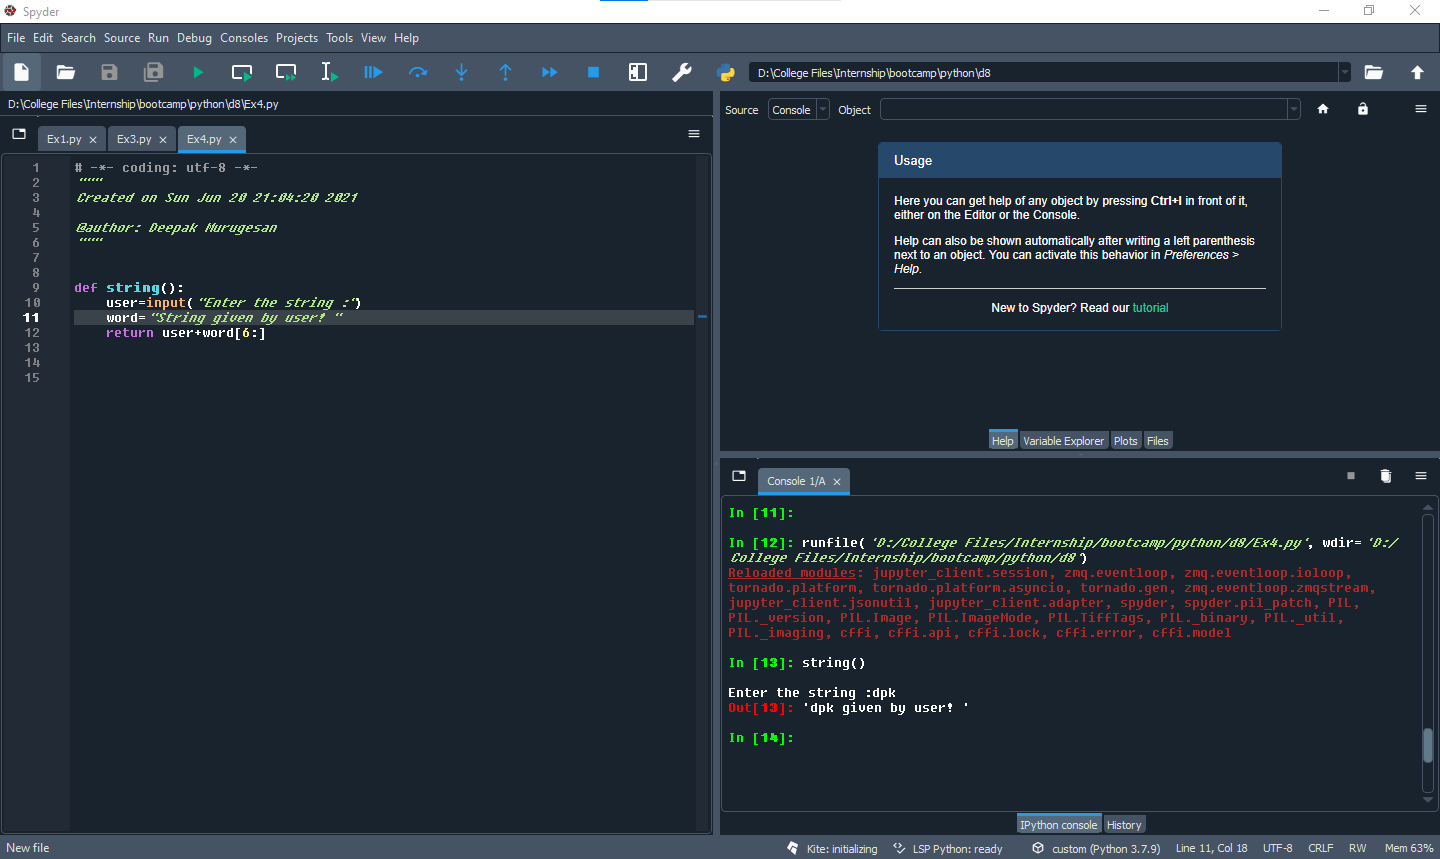 Spyder
File Edit Search Source Run Debug Consoles Projects Tools View Help
D:\College Files\Internship\bootcamp\python\d8
D:\College Files\Internship\bootcamp\python\d8\Ex4.py
Ex1.py Ex3.py Ex4.py
1 # -*- coding: utf-8 -*-
2 """
3 Created on Sun Jun 20 21:04:20 2021
4
5 @author: Deepak Murugesan
6 """
7
8
9 def string():
10 user=input("Enter the string :")
11 word="String given by user! "
12 return user+word[6:]
13
14
15
Source Console Object
Usage
Here you can get help of any object by pressing Ctrl+I in front of it,
either on the Editor or the Console.
Help can also be shown automatically after writing a left parenthesis
next to an object. You can activate this behavior in Preferences >
Help.
New to Spyder? Read our tutorial
Help Variable Explorer Plots Files
Console 1/A
In [11]:
In [12]: runfile('D:/College Files/Internship/bootcamp/python/d8/Ex4.py', wdir='D:/
College Files/Internship/bootcamp/python/d8')
Reloaded modules: jupyter_client.session, zmq.eventloop, zmq.eventloop.ioloop,
tornado.platform, tornado.platform.asyncio, tornado.gen, zmq.eventloop.zmqstream,
jupyter_client.jsonutil, jupyter_client.adapter, spyder, spyder.pil_patch, PIL,
PIL._version, PIL.Image, PIL.ImageMode, PIL.TiffTags, PIL._binary, PIL._util,
PIL._imaging, cffi, cffi.api, cffi.lock, cffi.error, cffi.model
In [13]: string()
Enter the string :dpk
Out[13]: 'dpk given by user! '
In [14]:
IPython console History
New file Kite: initializing LSP Python: ready custom (Python 3.7.9) Line 11, Col 18 UTF-8 CRLF RW Mem 63%